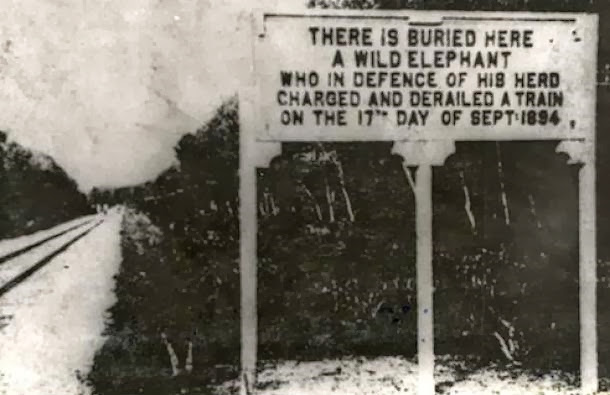 THERE IS BURIED HERE
A WILD ELEPHANT
WHO IN DEFENCE OF HIS HERD
CHARGED AND DERAILED A TRAIN
ON THE 17TH DAY OF SEPT: 1894